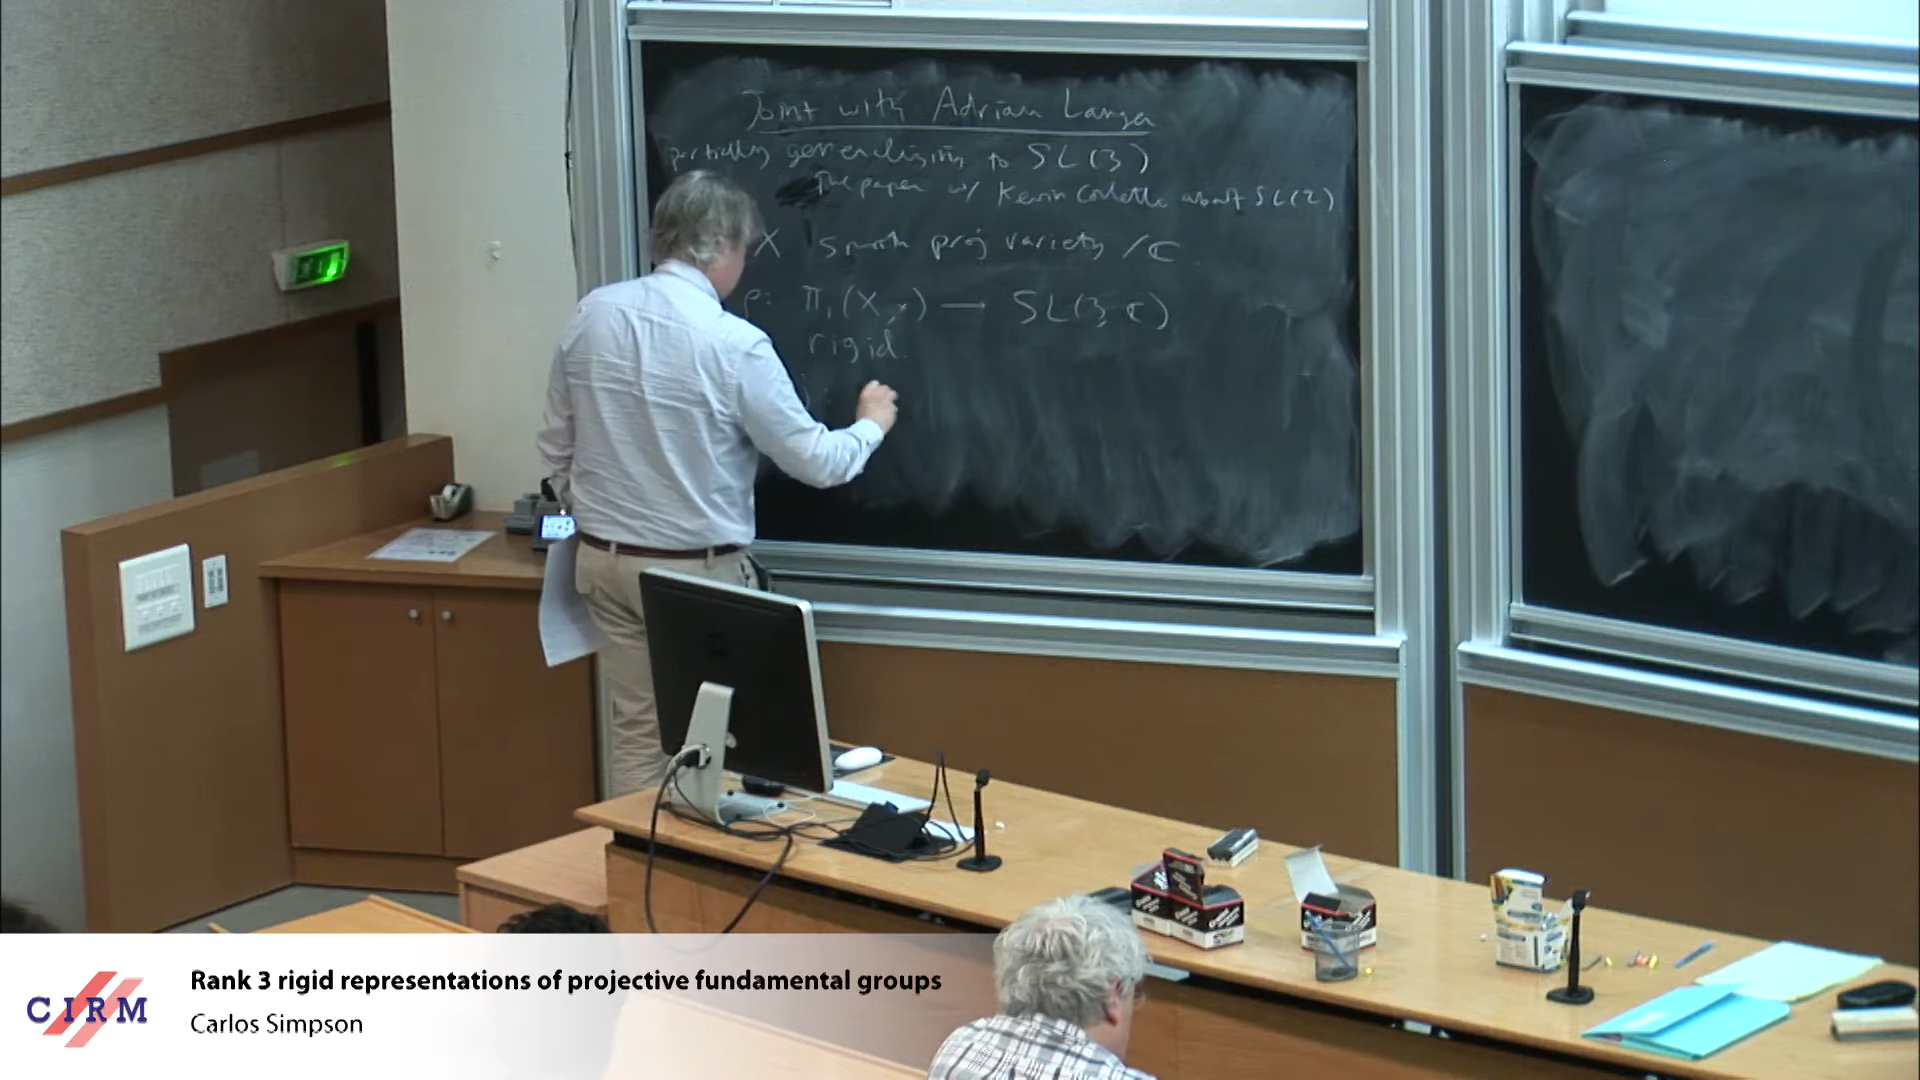 Joint with Adrian Langer
partially generalizing to SL(3)
the paper w/ Kevin Corlette about SL(2)
X smooth proj variety /ℂ
ρ: π₁(X,x) → SL(3,ℂ)
rigid.
CIRM
Rank 3 rigid representations of projective fundamental groups
Carlos Simpson